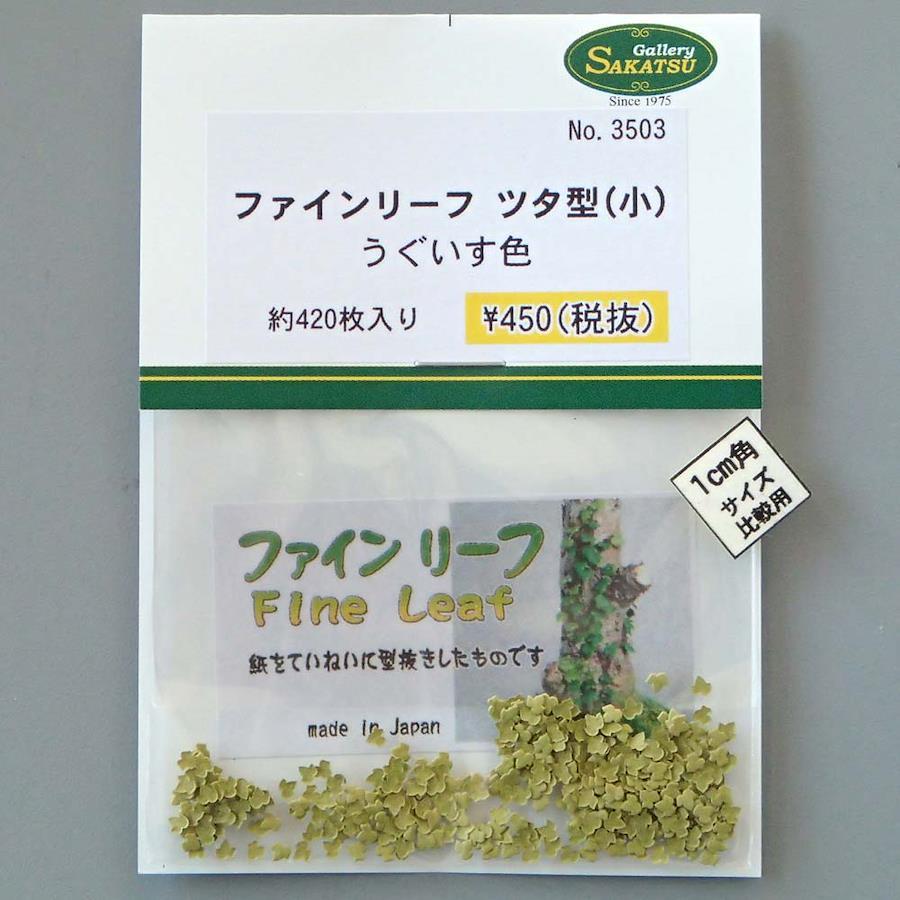 Gallery
SAKATSU
Since 1975
No. 3503
ファインリーフ ツタ型(小)
うぐいす色
約420枚入り
¥450(税抜)
1cm角
サイズ
比較用
ファイン リーフ
Fine Leaf
紙をていねいに型抜きしたものです
made in Japan